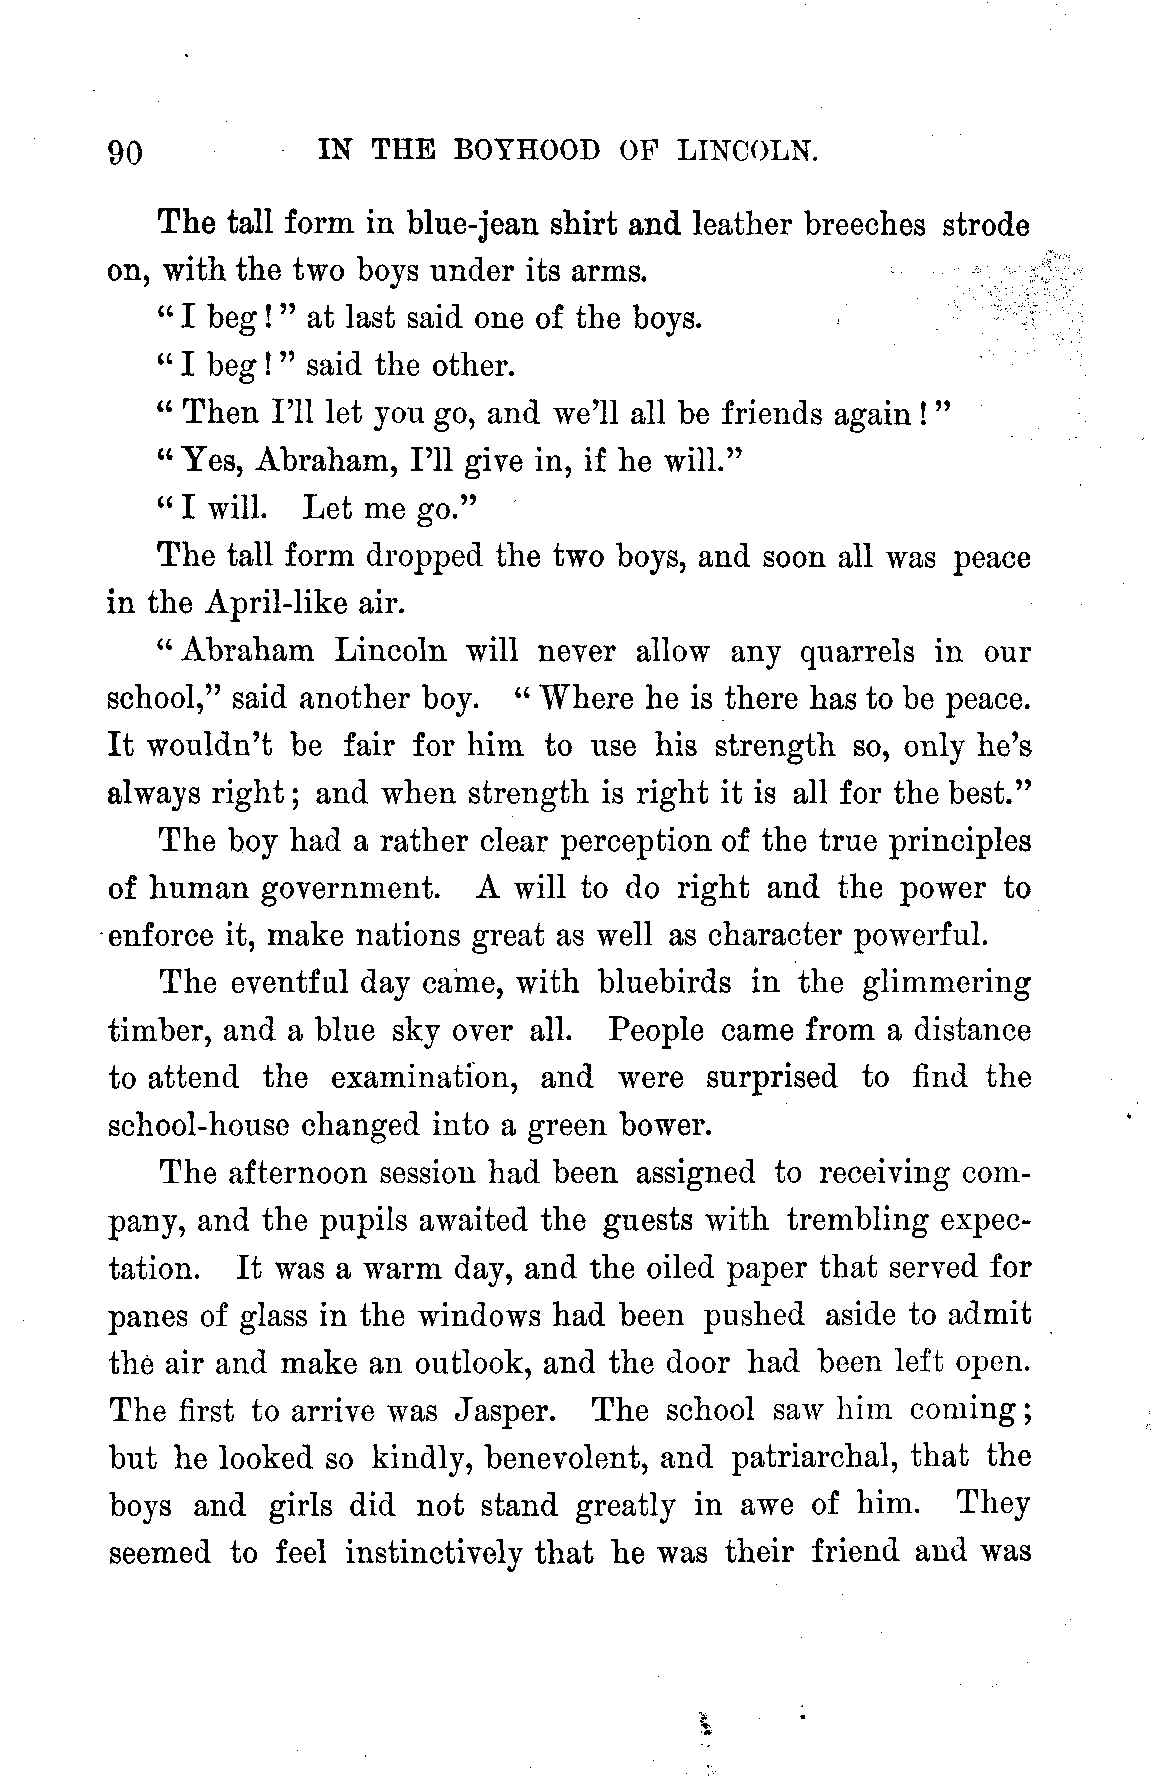 90 IN THE BOYHOOD OF LINCOLN.
The tall form in blue-jean shirt and leather breeches strode
on, with the two boys under its arms.
“I beg!” at last said one of the boys.
“I beg!” said the other.
“Then I’ll let you go, and we’ll all be friends again!”
“Yes, Abraham, I’ll give in, if he will.”
“I will. Let me go.”
The tall form dropped the two boys, and soon all was peace
in the April-like air.
“Abraham Lincoln will never allow any quarrels in our
school,” said another boy. “Where he is there has to be peace.
It wouldn’t be fair for him to use his strength so, only he’s
always right; and when strength is right it is all for the best.”
The boy had a rather clear perception of the true principles
of human government. A will to do right and the power to
enforce it, make nations great as well as character powerful.
The eventful day came, with bluebirds in the glimmering
timber, and a blue sky over all. People came from a distance
to attend the examination, and were surprised to find the
school-house changed into a green bower.
The afternoon session had been assigned to receiving com-
pany, and the pupils awaited the guests with trembling expec-
tation. It was a warm day, and the oiled paper that served for
panes of glass in the windows had been pushed aside to admit
the air and make an outlook, and the door had been left open.
The first to arrive was Jasper. The school saw him coming;
but he looked so kindly, benevolent, and patriarchal, that the
boys and girls did not stand greatly in awe of him. They
seemed to feel instinctively that he was their friend and was